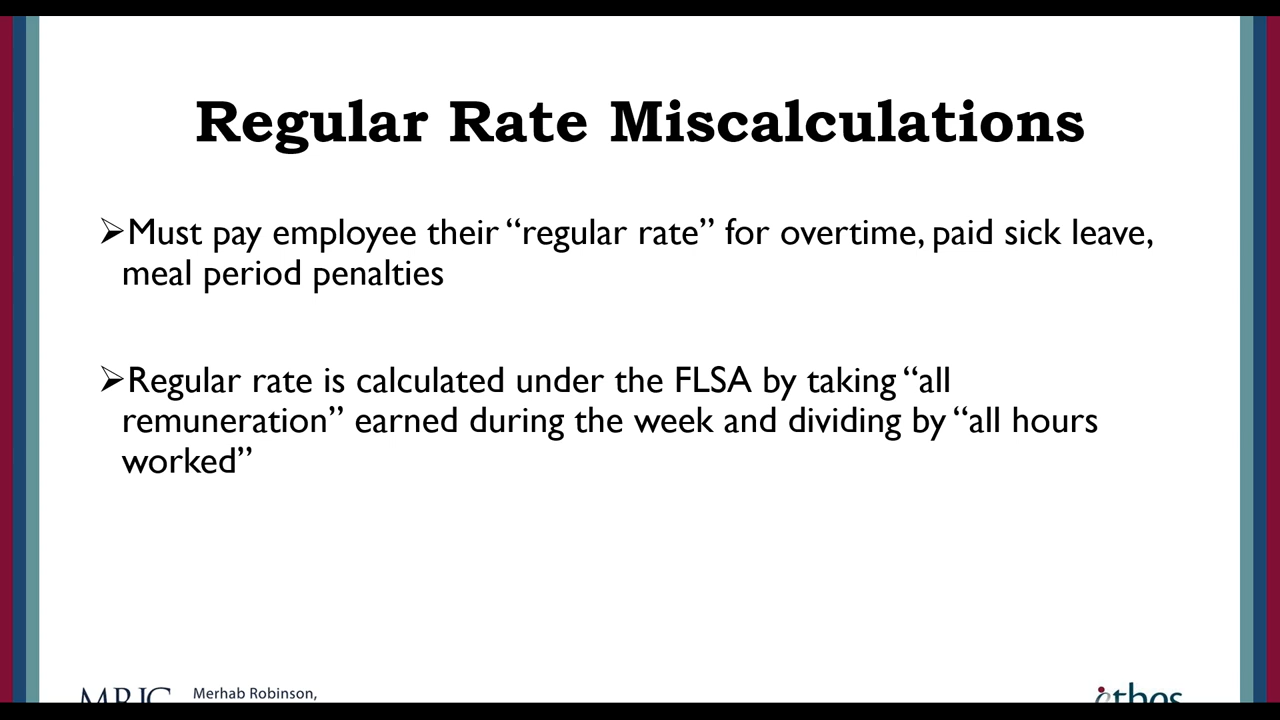 Regular Rate Miscalculations
➢Must pay employee their “regular rate” for overtime, paid sick leave,
meal period penalties
➢Regular rate is calculated under the FLSA by taking “all
remuneration” earned during the week and dividing by “all hours
worked”
MRJC
Merhab Robinson,
ethos